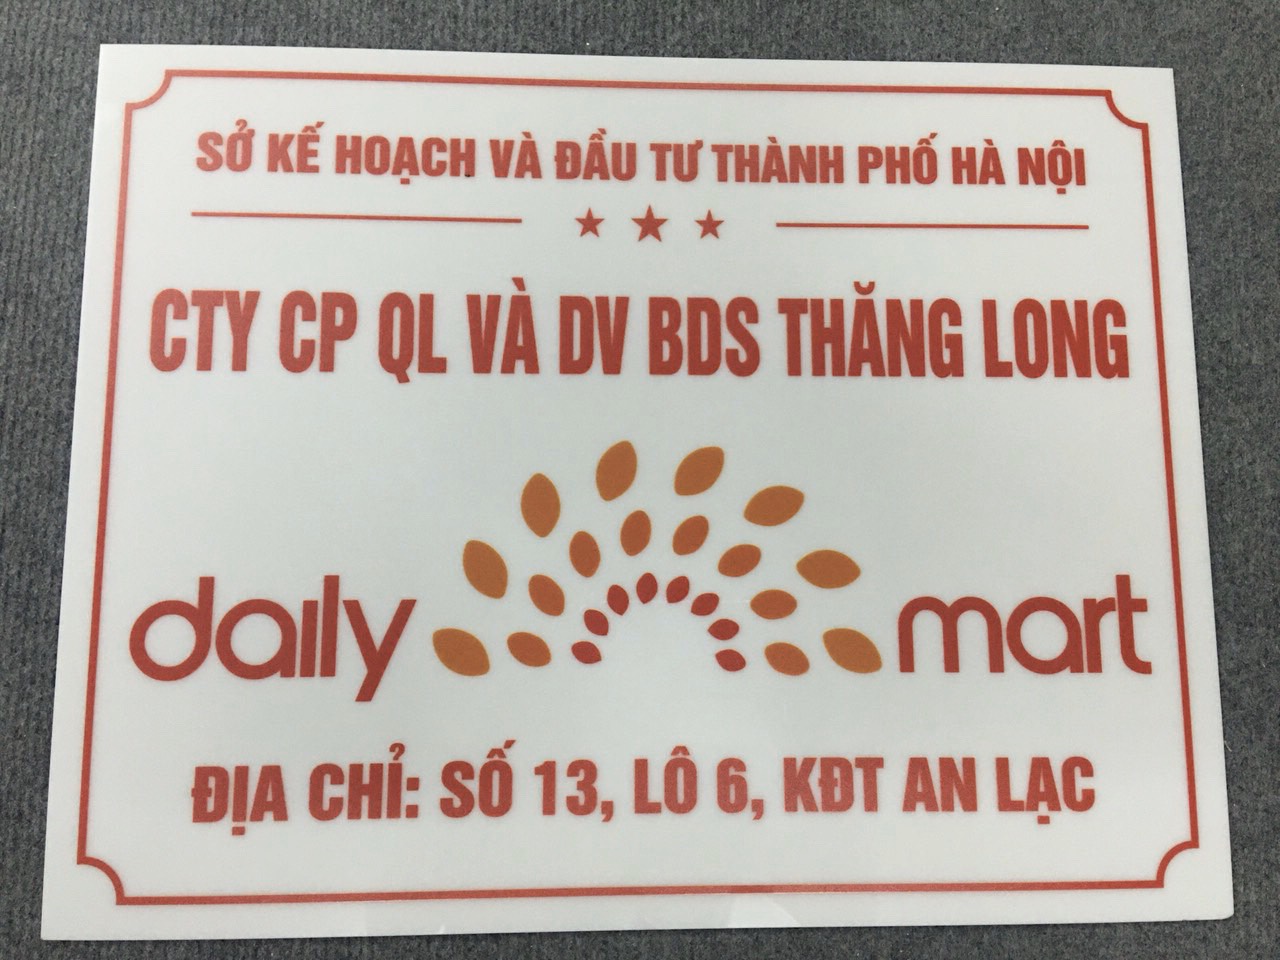 SỞ KẾ HOẠCH VÀ ĐẦU TƯ THÀNH PHỐ HÀ NỘI
CTY CP QL VÀ DV BDS THĂNG LONG
daily mart
ĐỊA CHỈ: SỐ 13, LÔ 6, KĐT AN LẠC